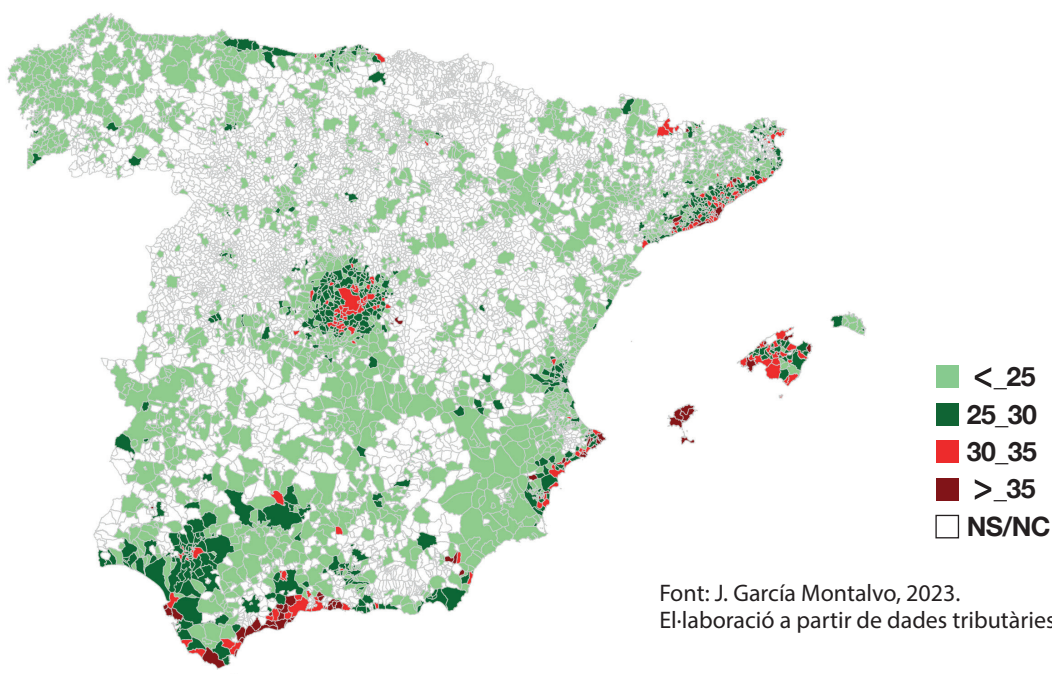 <_25
25_30
30_35
>_35
NS/NC
Font: J. García Montalvo, 2023.
El·laboració a partir de dades tributàries